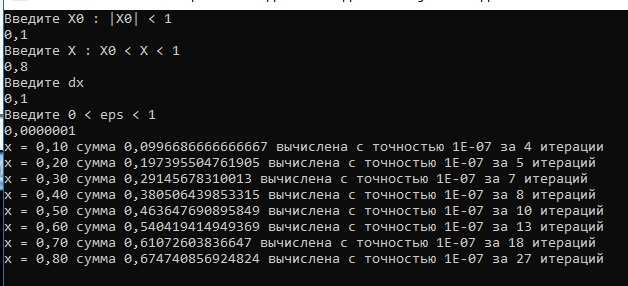 Введите X0 : |X0| < 1
0,1
Введите X : X0 < X < 1
0,8
Введите dx
0,1
Введите 0 < eps < 1
0,0000001
x = 0,10 сумма 0,0996686666666667 вычислена с точностью 1E-07 за 4 итерации
x = 0,20 сумма 0,197395504761905 вычислена с точностью 1E-07 за 5 итераций
x = 0,30 сумма 0,29145678310013 вычислена с точностью 1E-07 за 7 итераций
x = 0,40 сумма 0,380506439853315 вычислена с точностью 1E-07 за 8 итераций
x = 0,50 сумма 0,463647690895849 вычислена с точностью 1E-07 за 10 итераций
x = 0,60 сумма 0,540419414949369 вычислена с точностью 1E-07 за 13 итераций
x = 0,70 сумма 0,61072603836647 вычислена с точностью 1E-07 за 18 итераций
x = 0,80 сумма 0,674740856924824 вычислена с точностью 1E-07 за 27 итераций